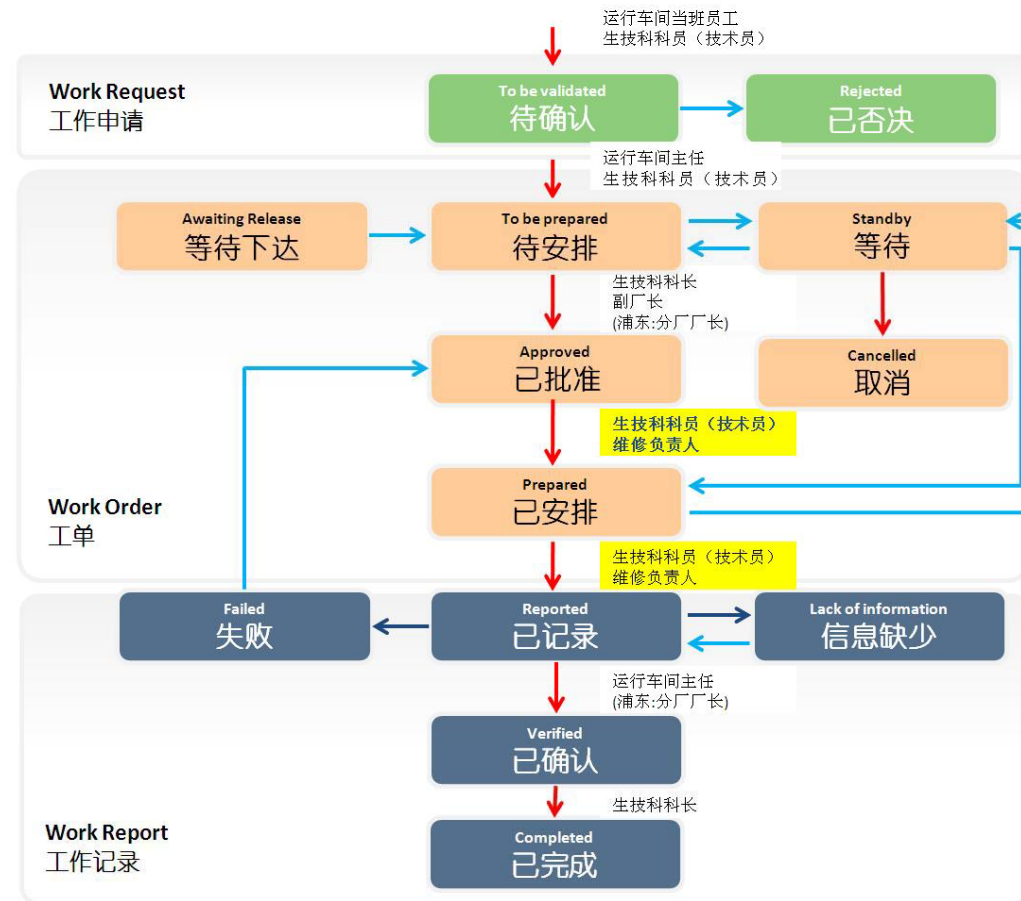 运行车间当班员工
生技科科员（技术员）
Work Request
工作申请
To be validated
待确认
Rejected
已否决
运行车间主任
生技科科员（技术员）
Awaiting Release
等待下达
To be prepared
待安排
Standby
等待
生技科科长
副厂长
(浦东:分厂厂长)
Approved
已批准
Cancelled
取消
生技科科员（技术员）
维修负责人
Prepared
已安排
Work Order
工单
生技科科员（技术员）
维修负责人
Failed
失败
Reported
已记录
Lack of information
信息缺少
运行车间主任
(浦东:分厂厂长)
Verified
已确认
生技科科长
Work Report
工作记录
Completed
已完成